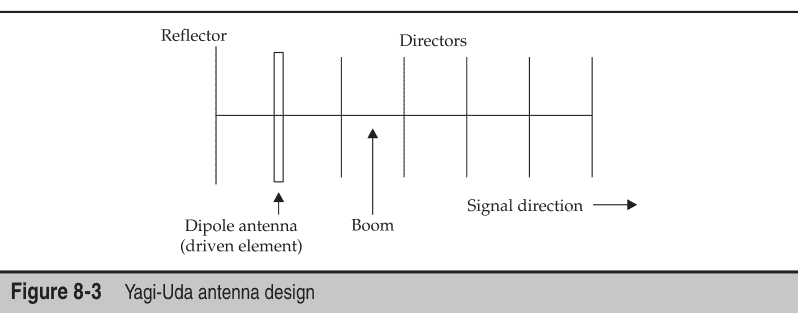 Reflector
Directors
Signal direction
Dipole antenna
(driven element)
Boom
Figure 8-3 Yagi-Uda antenna design